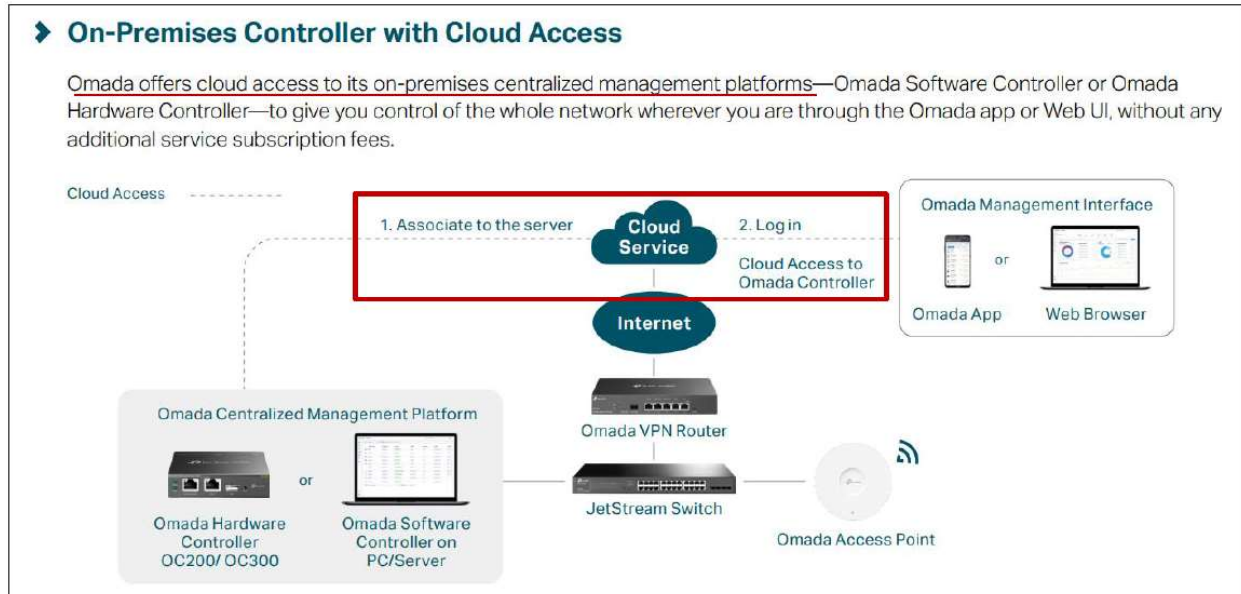 On-Premises Controller with Cloud Access
Omada offers cloud access to its on-premises centralized management platforms—Omada Software Controller or Omada
Hardware Controller—to give you control of the whole network wherever you are through the Omada app or Web UI, without any
additional service subscription fees.
Cloud Access
1. Associate to the server
Cloud
Service
2. Log in
Cloud Access to
Omada Controller
Omada Management Interface
or
Omada App
Web Browser
Internet
Omada VPN Router
Omada Centralized Management Platform
or
Omada Hardware
Controller
OC200/ OC300
Omada Software
Controller on
PC/Server
JetStream Switch
Omada Access Point